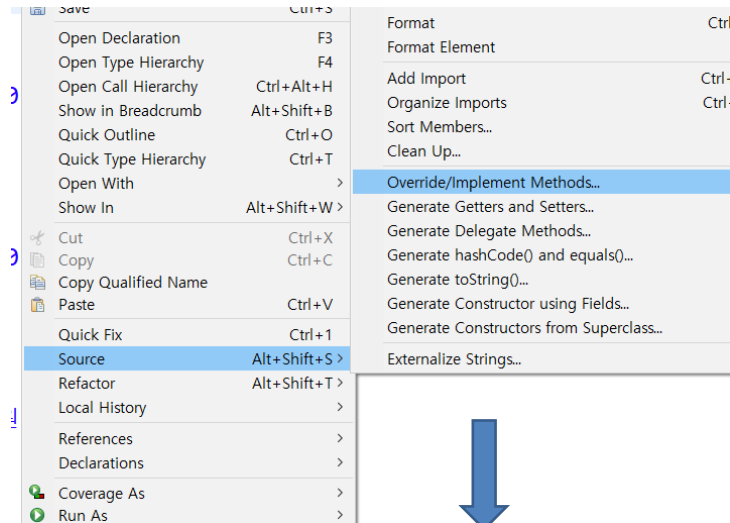 Save Ctrl+S
Open Declaration F3
Open Type Hierarchy F4
Open Call Hierarchy Ctrl+Alt+H
Show in Breadcrumb Alt+Shift+B
Quick Outline Ctrl+O
Quick Type Hierarchy Ctrl+T
Open With >
Show In Alt+Shift+W >
Cut Ctrl+X
Copy Ctrl+C
Copy Qualified Name
Paste Ctrl+V
Quick Fix Ctrl+1
Source Alt+Shift+S >
Refactor Alt+Shift+T >
Local History >
References >
Declarations >
Coverage As >
Run As >
Format Ctrl
Format Element
Add Import Ctrl+
Organize Imports Ctrl+
Sort Members...
Clean Up...
Override/Implement Methods...
Generate Getters and Setters...
Generate Delegate Methods...
Generate hashCode() and equals()...
Generate toString()...
Generate Constructor using Fields...
Generate Constructors from Superclass...
Externalize Strings...